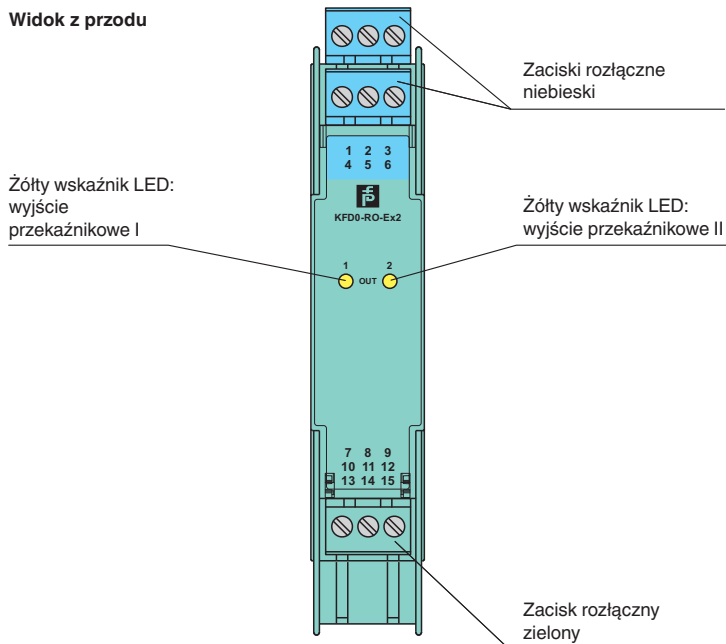 Widok z przodu
Zaciski rozłączne
niebieski
1 2 3
4 5 6
KFD0-RO-Ex2
Żółty wskaźnik LED:
wyjście
przekaźnikowe I
Żółty wskaźnik LED:
wyjście przekaźnikowe II
1 2
OUT
7 8 9
10 11 12
13 14 15
Zacisk rozłączny
zielony